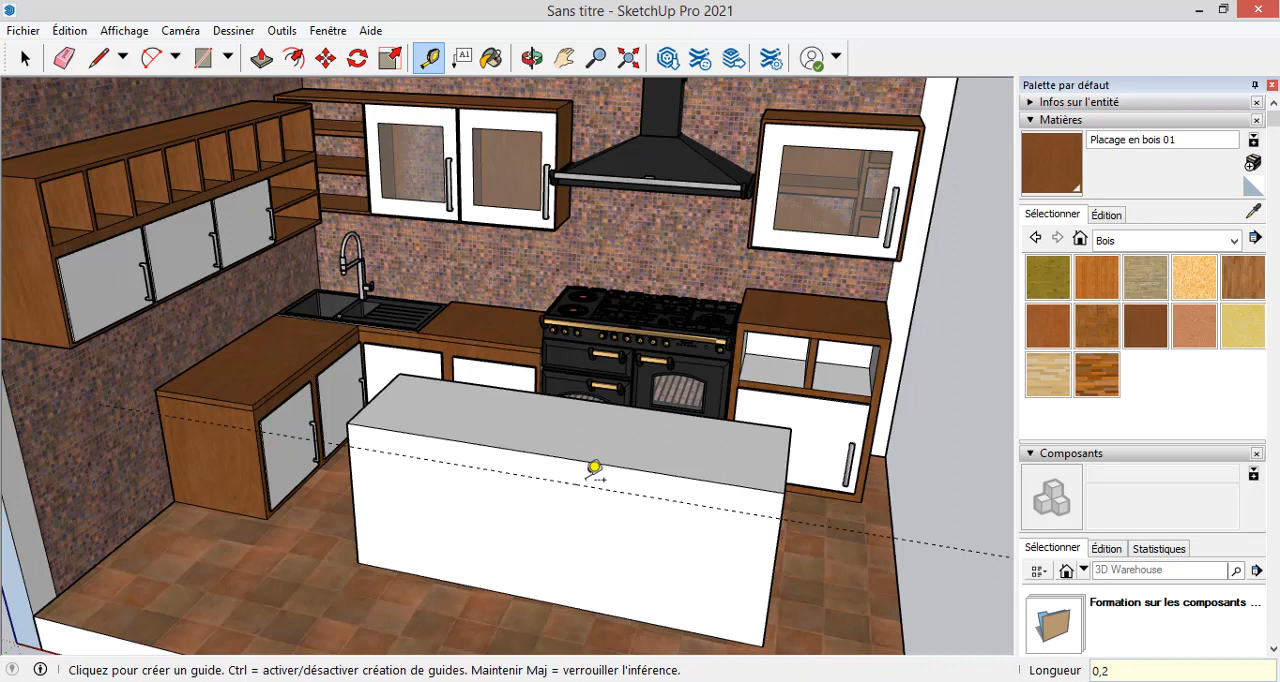 Sans titre - SketchUp Pro 2021
Fichier Édition Affichage Caméra Dessiner Outils Fenêtre Aide
A1
Palette par défaut
Infos sur l'entité
Matières
Placage en bois 01
Sélectionner Édition
Bois
Composants
Sélectionner Édition Statistiques
3D Warehouse
Formation sur les composants ...
Cliquez pour créer un guide. Ctrl = activer/désactiver création de guides. Maintenir Maj = verrouiller l'inférence.
Longueur 0,2